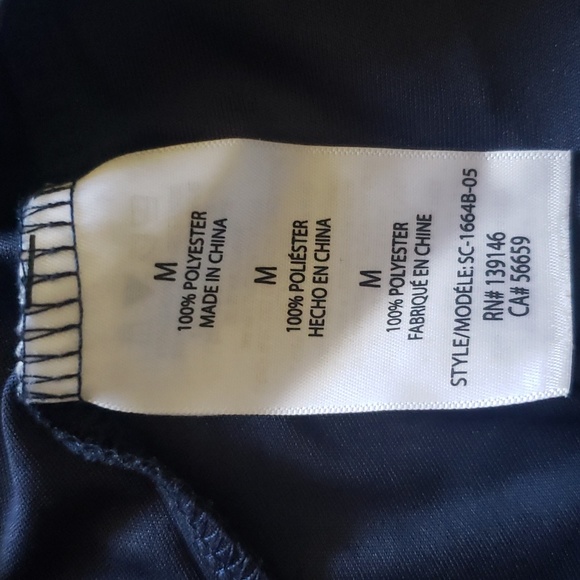 M
100% POLYESTER
MADE IN CHINA
M
100% POLIÉSTER
HECHO EN CHINA
M
100% POLYESTER
FABRIQUÉ EN CHINE
STYLE/MODÈLE:SC-1664B-05
RN# 139146
CA# 56659